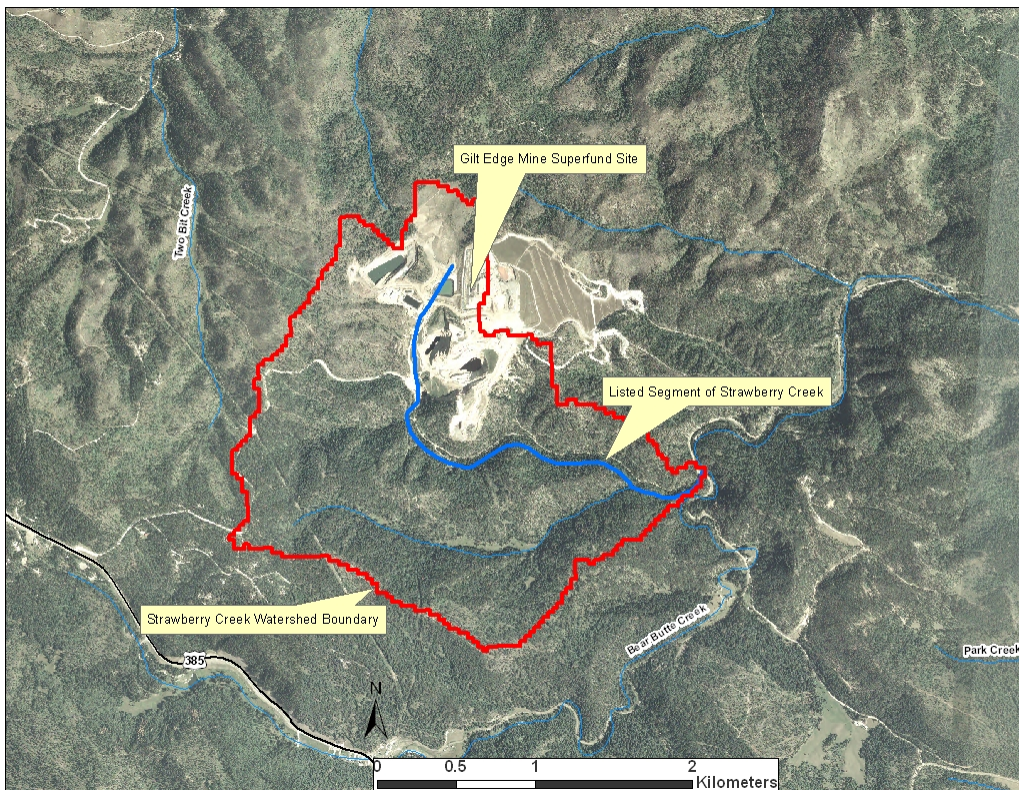 Gilt Edge Mine Superfund Site
Two Bit Creek
Listed Segment of Strawberry Creek
Strawberry Creek Watershed Boundary
Bear Butte Creek
Park Creek
385
N
0 0.5 1 2
Kilometers